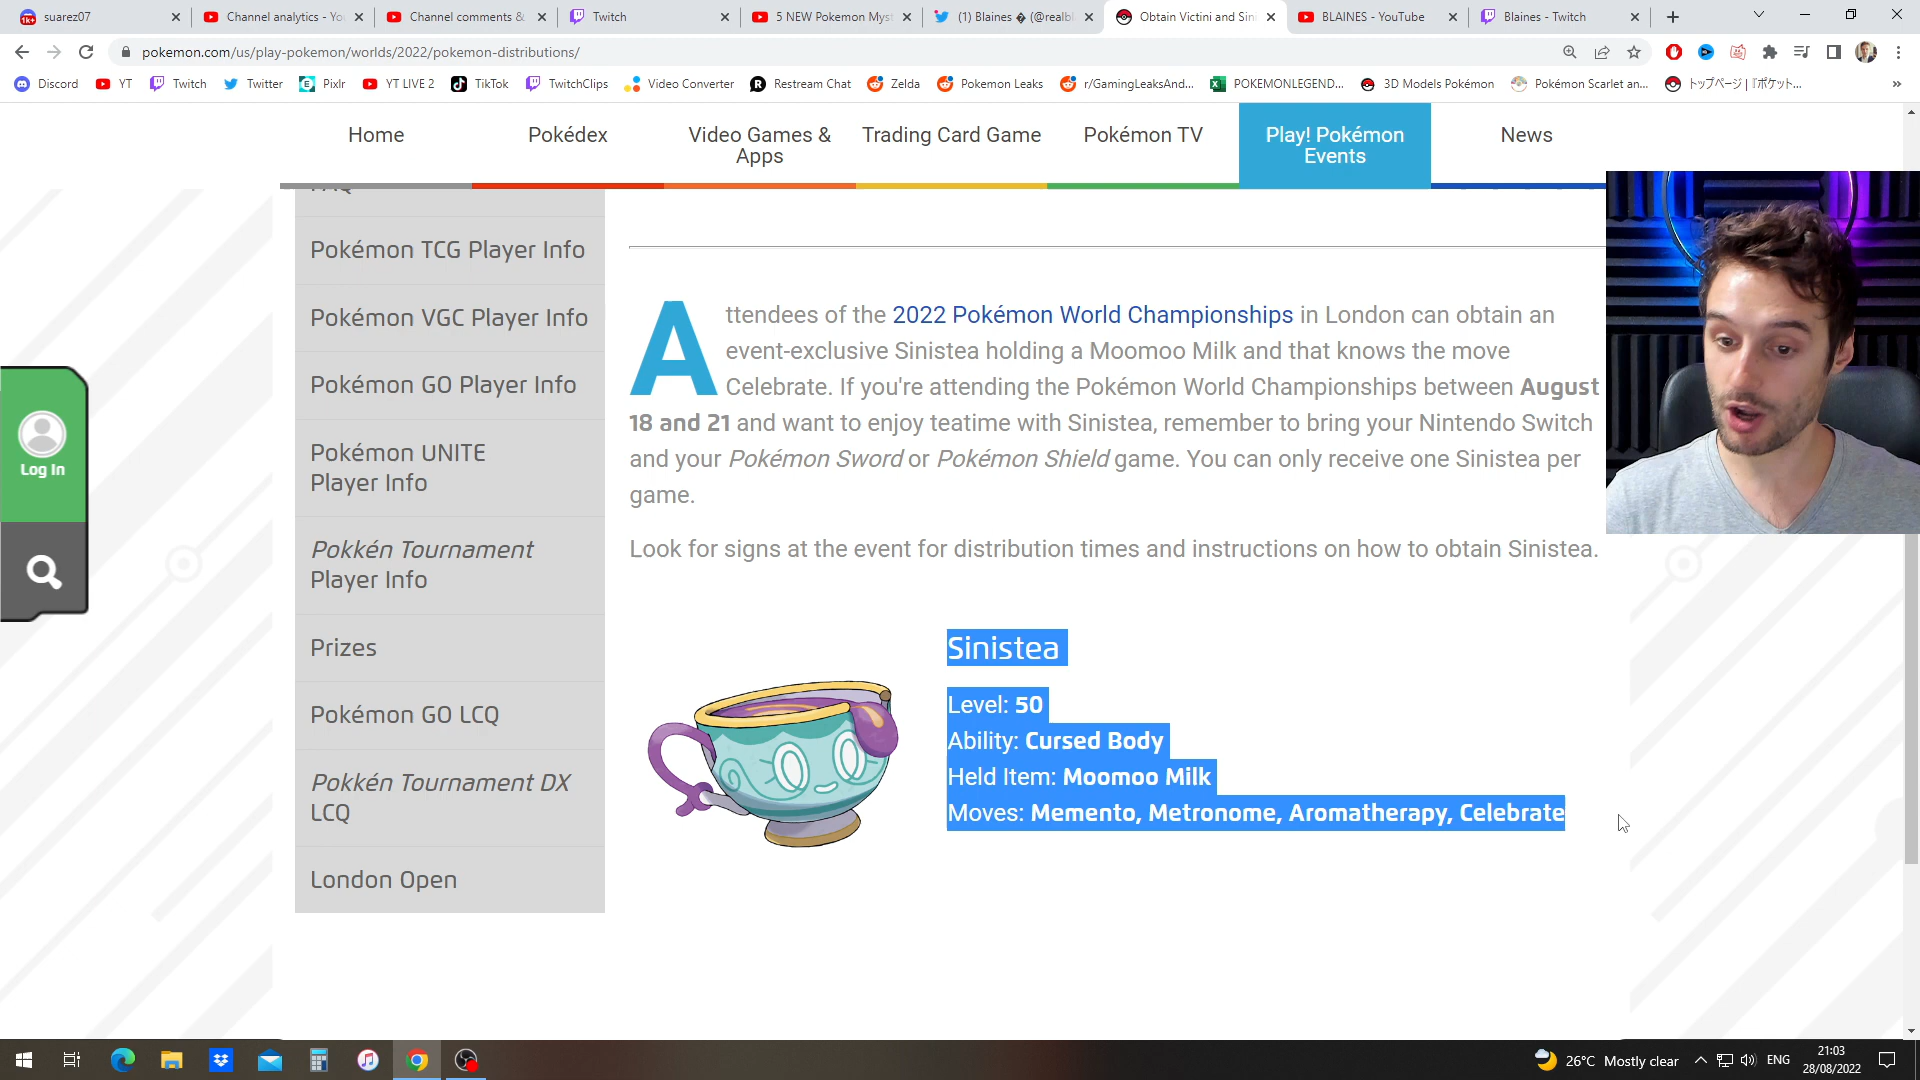 suarez07
Channel analytics - Yo
Channel comments &
Twitch
5 NEW Pokemon Myst
(1) Blaines � (@realbl
Obtain Victini and Sini
BLAINES - YouTube
Blaines - Twitch
pokemon.com/us/play-pokemon/worlds/2022/pokemon-distributions/
Discord
YT
Twitch
Twitter
Pixlr
YT LIVE 2
TikTok
TwitchClips
Video Converter
Restream Chat
Zelda
Pokemon Leaks
r/GamingLeaksAnd...
POKEMONLEGEND...
3D Models Pokémon
Pokémon Scarlet an...
トップページ|『ポケット...
Home
Pokédex
Video Games &
Apps
Trading Card Game
Pokémon TV
Play! Pokémon
Events
News
FAQ
Pokémon TCG Player Info
Pokémon VGC Player Info
Pokémon GO Player Info
Pokémon UNITE
Player Info
Pokkén Tournament
Player Info
Prizes
Pokémon GO LCQ
Pokkén Tournament DX
LCQ
London Open
Log In
Attendees of the 2022 Pokémon World Championships in London can obtain an
event-exclusive Sinistea holding a Moomoo Milk and that knows the move
Celebrate. If you're attending the Pokémon World Championships between August
18 and 21 and want to enjoy teatime with Sinistea, remember to bring your Nintendo Switch
and your Pokémon Sword or Pokémon Shield game. You can only receive one Sinistea per
game.
Look for signs at the event for distribution times and instructions on how to obtain Sinistea.
Sinistea
Level: 50
Ability: Cursed Body
Held Item: Moomoo Milk
Moves: Memento, Metronome, Aromatherapy, Celebrate
26°C Mostly clear
ENG
21:03
28/08/2022